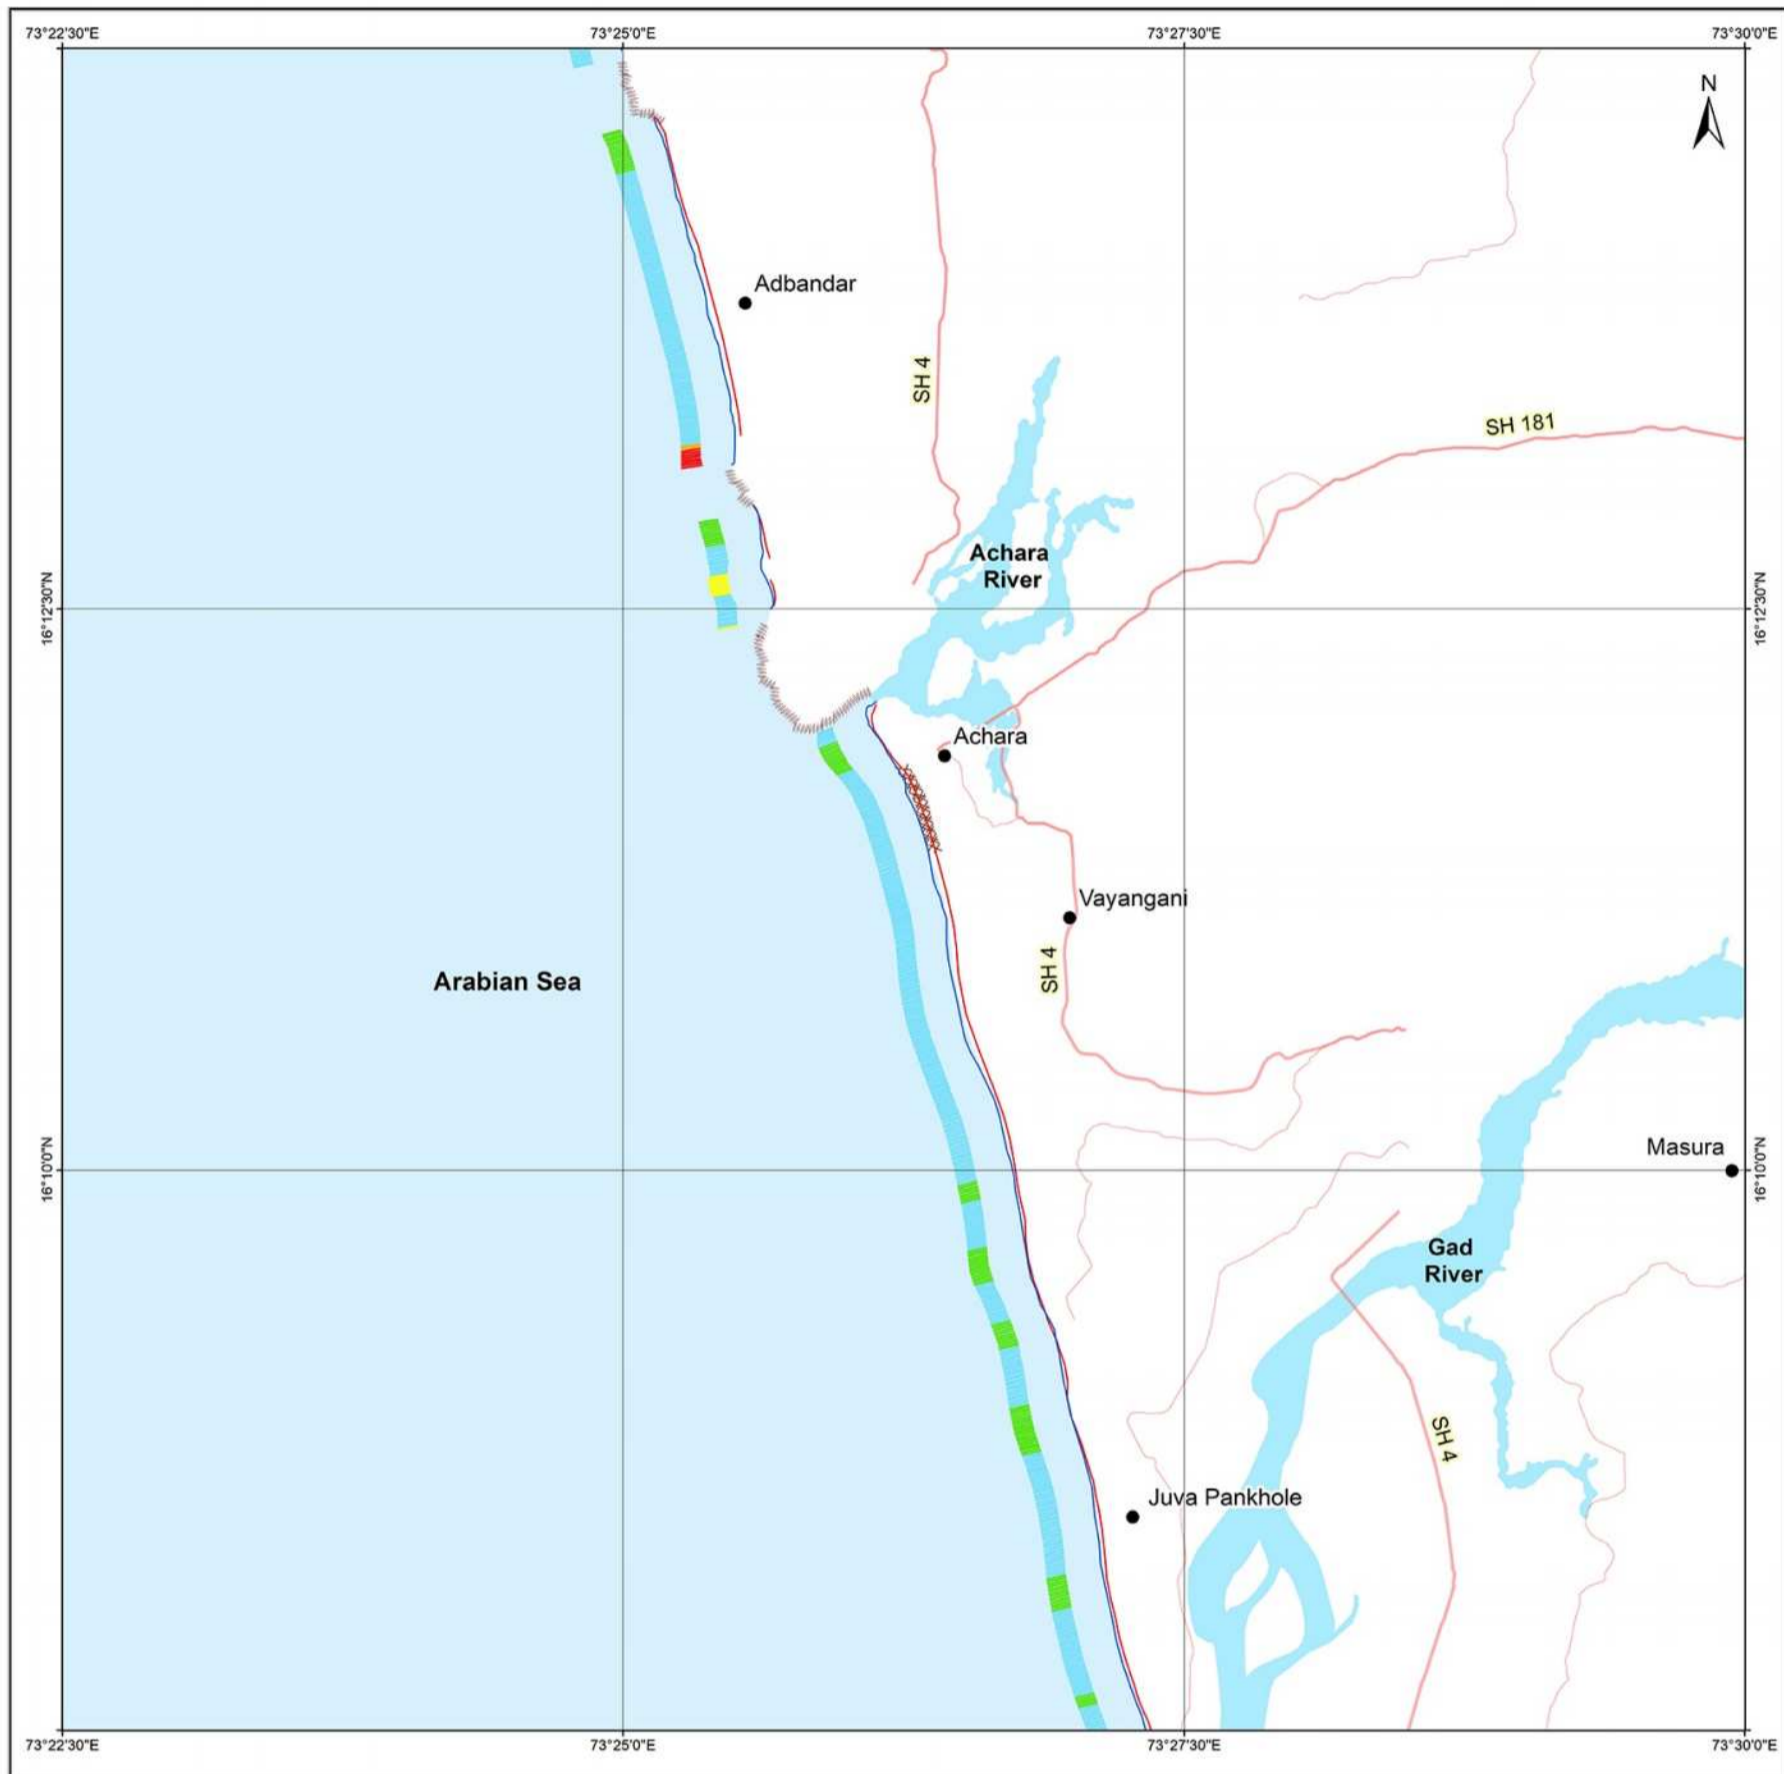 73°22'30"E
73°25'0"E
73°27'30"E
73°30'0"E
N
Adbandar
SH 4
SH 181
Achara
River
16°12'30"N
16°12'30"N
Achara
Vayangani
SH 4
Arabian Sea
16°10'0"N
16°10'0"N
Masura
Gad
River
SH 4
Juva Pankhole
73°22'30"E
73°25'0"E
73°27'30"E
73°30'0"E